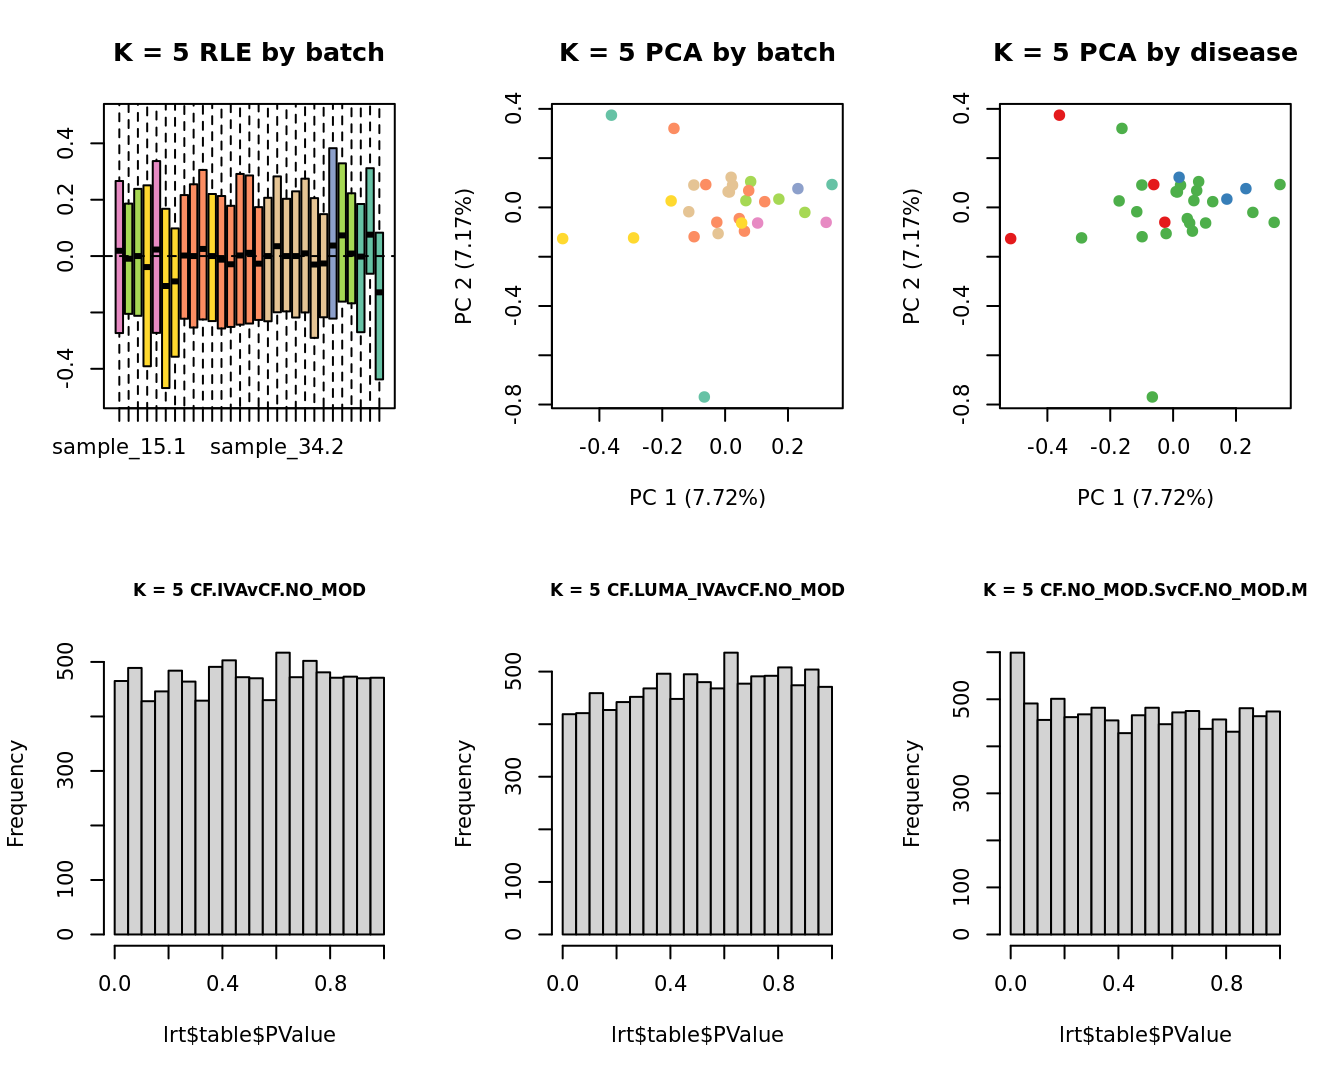 K = 5 RLE by batch
0.4
0.2
0.0
-0.4
sample_15.1 sample_34.2
K = 5 PCA by batch
0.4
0.0
-0.4
-0.8
PC 2 (7.17%)
-0.4 -0.2 0.0 0.2
PC 1 (7.72%)
K = 5 PCA by disease
0.4
0.0
-0.4
-0.8
PC 2 (7.17%)
-0.4 -0.2 0.0 0.2
PC 1 (7.72%)
K = 5 CF.IVAvCF.NO_MOD
500
300
100
0
Frequency
0.0 0.4 0.8
lrt$table$PValue
K = 5 CF.LUMA_IVAvCF.NO_MOD
500
300
100
0
Frequency
0.0 0.4 0.8
lrt$table$PValue
K = 5 CF.NO_MOD.SvCF.NO_MOD.M
500
300
100
0
Frequency
0.0 0.4 0.8
lrt$table$PValue